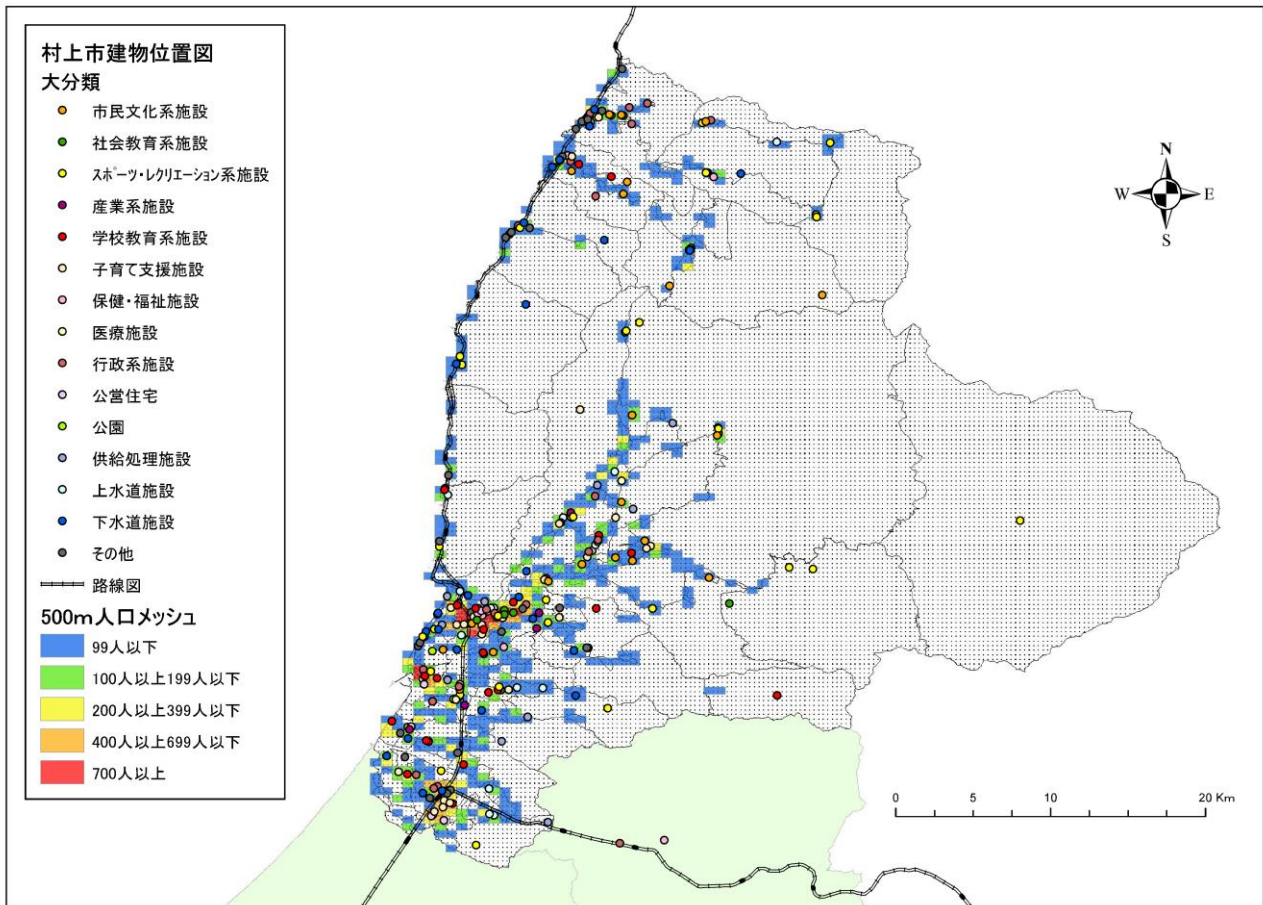 村上市建物位置図
大分類
市民文化系施設
社会教育系施設
スポーツ・レクリエーション系施設
産業系施設
学校教育系施設
子育て支援施設
保健・福祉施設
医療施設
行政系施設
公営住宅
公園
供給処理施設
上水道施設
下水道施設
その他
路線図
500m人口メッシュ
99人以下
100人以上199人以下
200人以上399人以下
400人以上699人以下
700人以上
N
W E
S
0 5 10 20 Km